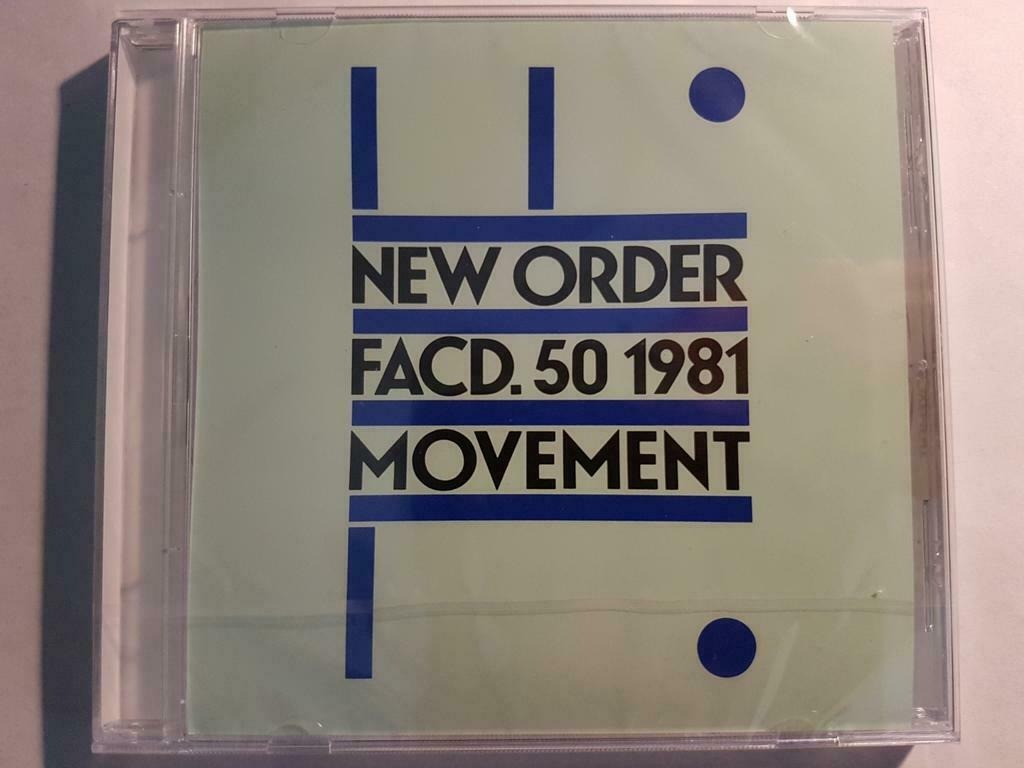 NEW ORDER
FACD. 50 1981
MOVEMENT